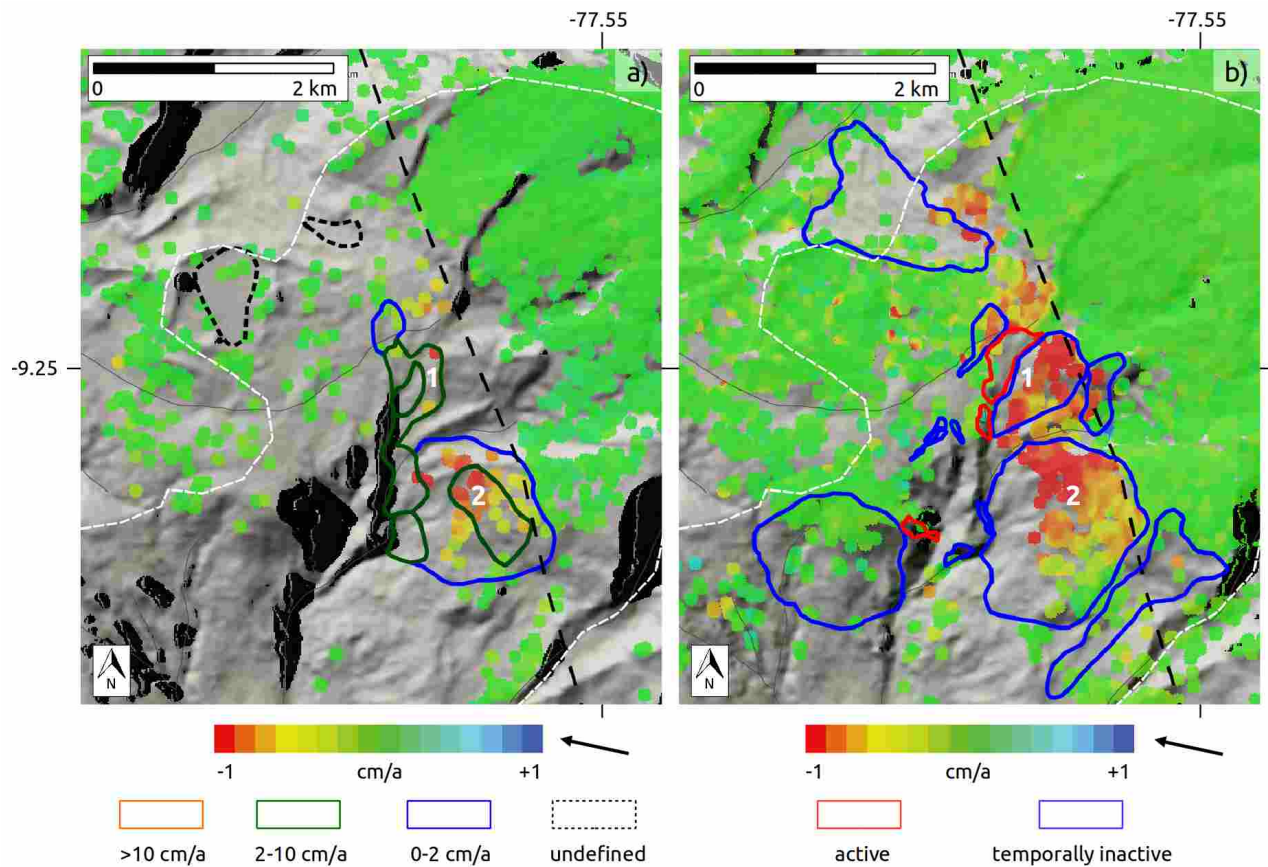 -77.55 -77.55
a) b)
0 2 km 0 2 km
-9.25
1 1
2 2
N N
-1 cm/a +1 -1 cm/a +1
>10 cm/a 2-10 cm/a 0-2 cm/a undefined active temporally inactive